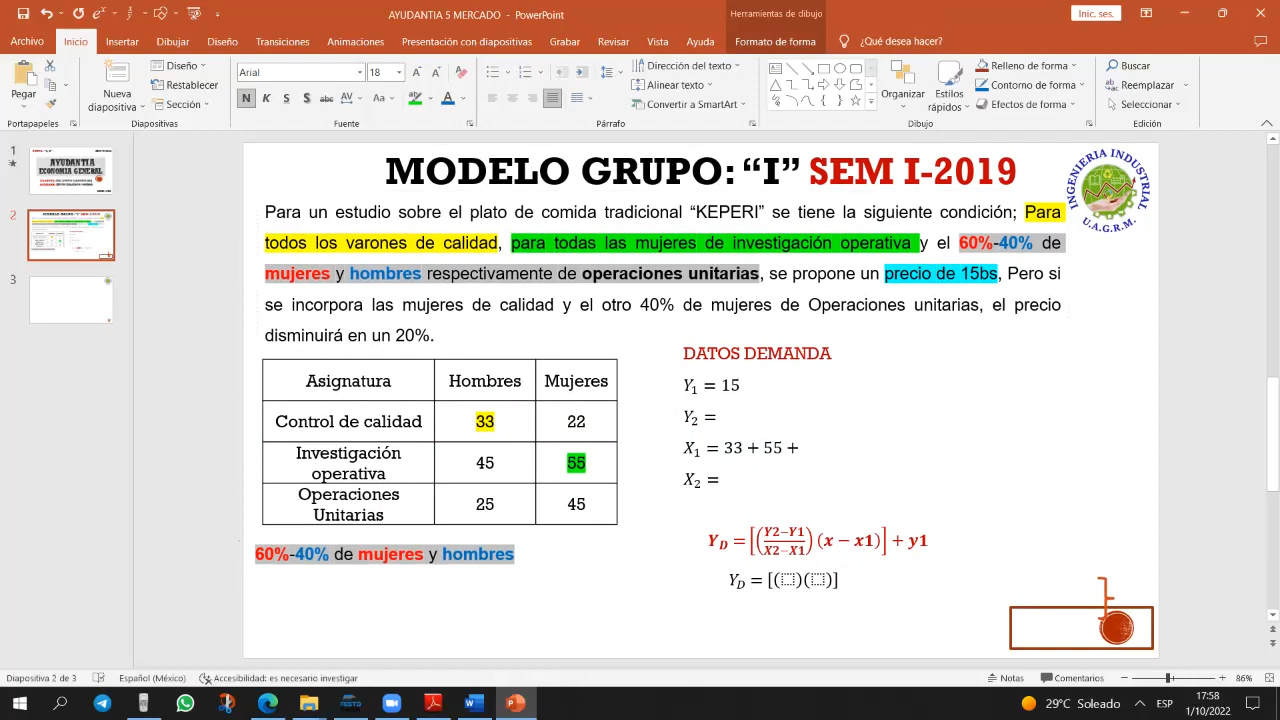 AYUDANTIA 5 MERCADO - PowerPoint
Herramientas de dibujo
Inic. ses.
Archivo Inicio Insertar Dibujar Diseño Transiciones Animaciones Presentación con diapositivas Grabar Revisar Vista Ayuda Formato de forma ¿Qué desea hacer?
Pegar
Nueva diapositiva
Diseño
Restablecer
Sección
Arial 18
N K S S abc AV Aa
Dirección del texto
Alinear texto
Convertir a SmartArt
Organizar
Estilos rápidos
Relleno de forma
Contorno de forma
Efectos de forma
Buscar
Reemplazar
Seleccionar
Portapapeles Diapositivas Fuente Párrafo Dibujo Edición
1
AYUDANTIA
ECONOMIA GENERAL
2
3
MODELO GRUPO: “I” SEM I-2019
INGENIERIA INDUSTRIAL
U.A.G.R.M
Para un estudio sobre el plato de comida tradicional “KEPERI” se tiene la siguiente condición; Para
todos los varones de calidad, para todas las mujeres de investigación operativa y el 60%-40% de
mujeres y hombres respectivamente de operaciones unitarias, se propone un precio de 15bs, Pero si
se incorpora las mujeres de calidad y el otro 40% de mujeres de Operaciones unitarias, el precio
disminuirá en un 20%.
Asignatura Hombres Mujeres
Control de calidad 33 22
Investigación operativa 45 55
Operaciones Unitarias 25 45
60%-40% de mujeres y hombres
DATOS DEMANDA
Y1 = 15
Y2 =
X1 = 33 + 55 +
X2 =
YD = [((Y2−Y1)/(X2−X1)) (x − x1)] + y1
YD = [(⬚)(⬚)]
Diapositiva 2 de 3 Español (México) Accesibilidad: es necesario investigar Notas Comentarios 86%
29°C Soleado ESP 17:58
1/10/2022